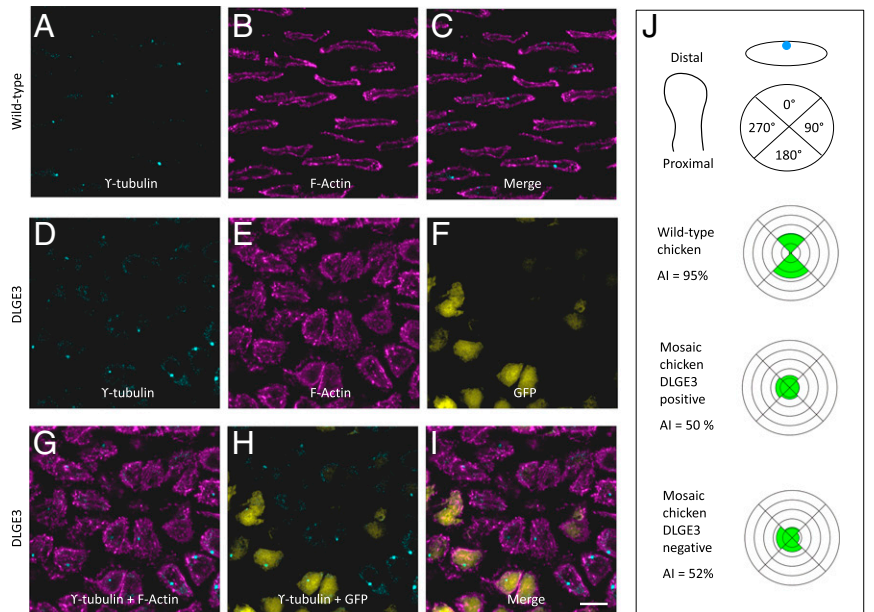 A
B
C
Wild-type
ϒ-tubulin
F-Actin
Merge
D
E
F
DLGE3
ϒ-tubulin
F-Actin
GFP
G
H
I
DLGE3
ϒ-tubulin + F-Actin
ϒ-tubulin + GFP
Merge
J
Distal
Proximal
0°
270°
90°
180°
Wild-type
chicken
AI = 95%
Mosaic
chicken
DLGE3
positive
AI = 50 %
Mosaic
chicken
DLGE3
negative
AI = 52%